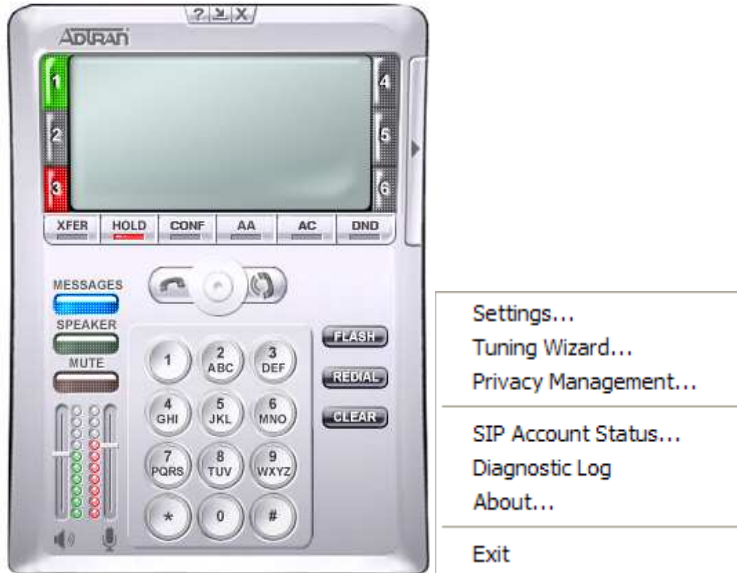 ? X
ADTRAN
1 4
2 5
3 6
XFER HOLD CONF AA AC DND
MESSAGES
SPEAKER
MUTE
FLASH
REDIAL
CLEAR
1 2 ABC 3 DEF
4 GHI 5 JKL 6 MNO
7 PQRS 8 TUV 9 WXYZ
* 0 #
Settings...
Tuning Wizard...
Privacy Management...
SIP Account Status...
Diagnostic Log
About...
Exit